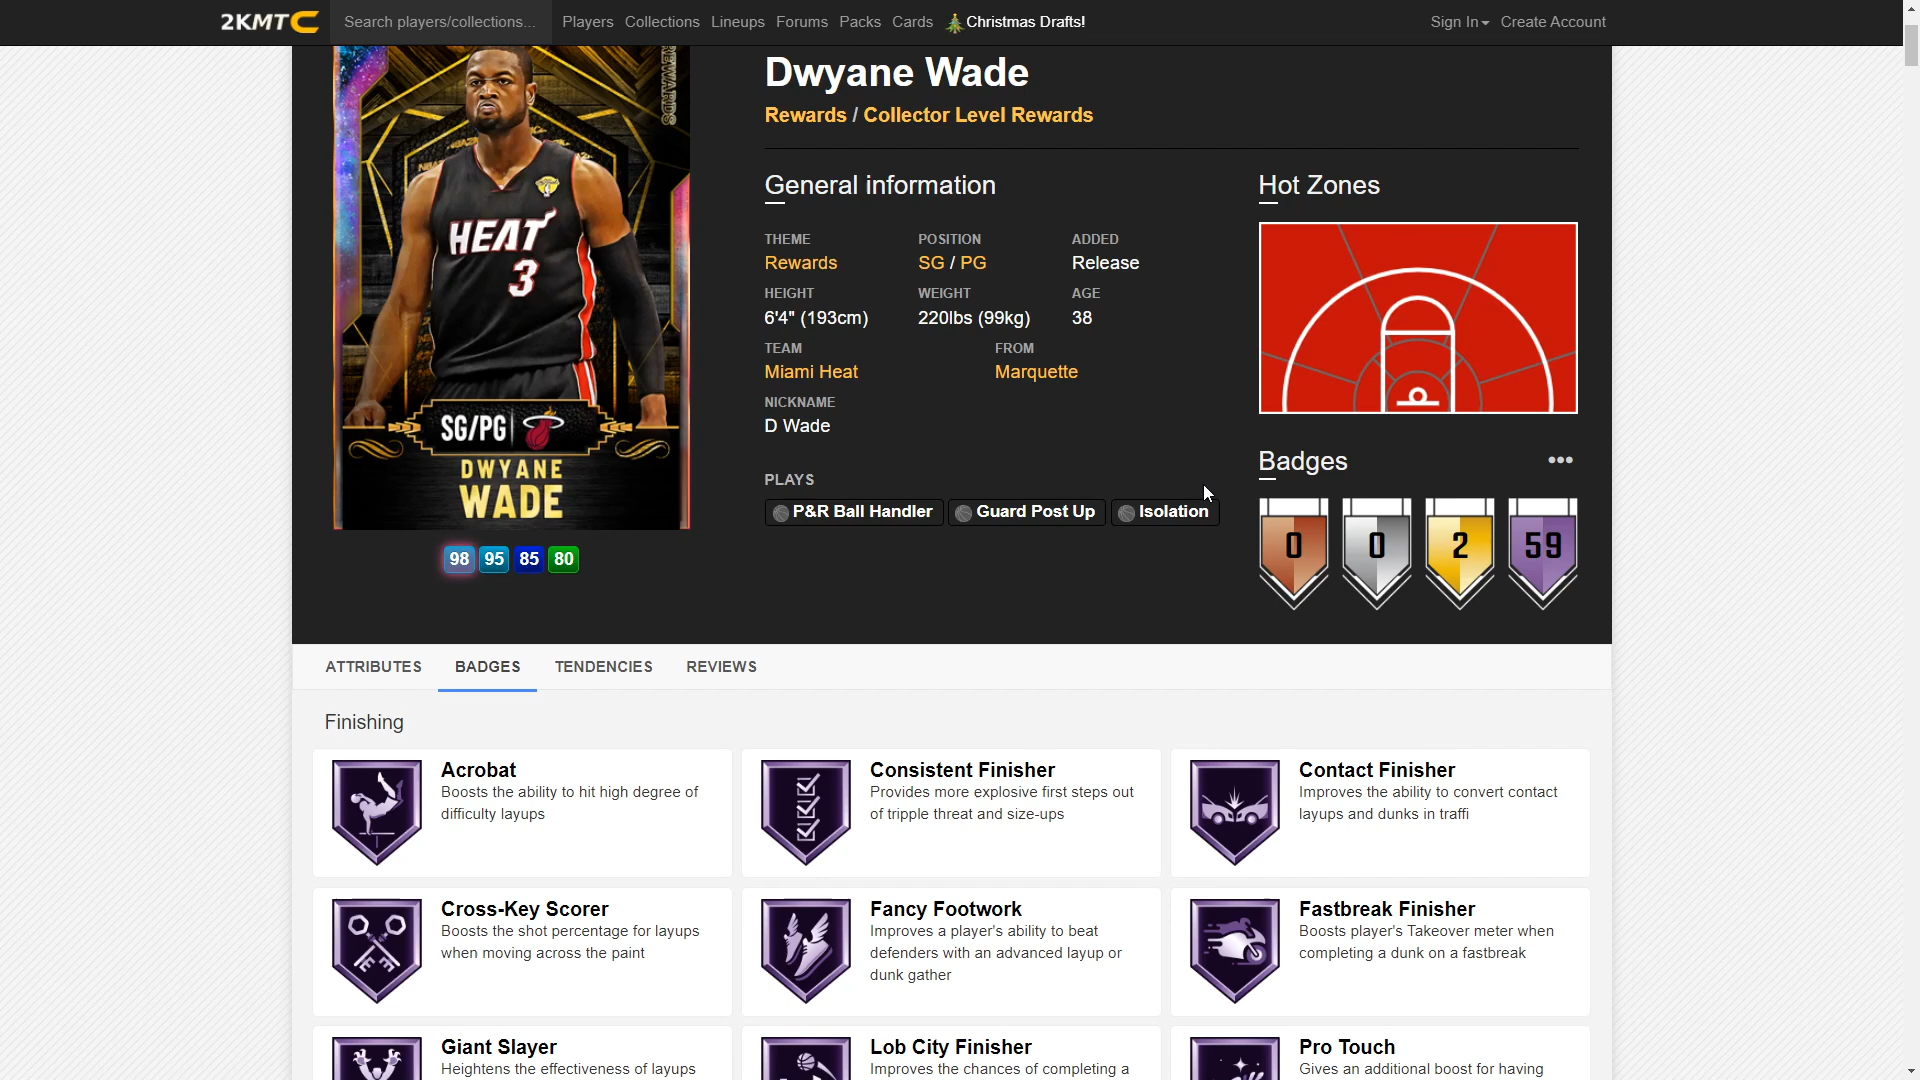 2KMTC
Search players/collections...
Players Collections Lineups Forums Packs Cards Christmas Drafts!
Sign In Create Account
REWARDS
HEAT
3
SG/PG
DWYANE
WADE
98 95 85 80
Dwyane Wade
Rewards / Collector Level Rewards
General information
THEME POSITION ADDED
Rewards SG / PG Release
HEIGHT WEIGHT AGE
6'4" (193cm) 220lbs (99kg) 38
TEAM FROM
Miami Heat Marquette
NICKNAME
D Wade
PLAYS
P&R Ball Handler Guard Post Up Isolation
Hot Zones
Badges
0 0 2 59
ATTRIBUTES BADGES TENDENCIES REVIEWS
Finishing
Acrobat
Boosts the ability to hit high degree of
difficulty layups
Consistent Finisher
Provides more explosive first steps out
of tripple threat and size-ups
Contact Finisher
Improves the ability to convert contact
layups and dunks in traffi
Cross-Key Scorer
Boosts the shot percentage for layups
when moving across the paint
Fancy Footwork
Improves a player's ability to beat
defenders with an advanced layup or
dunk gather
Fastbreak Finisher
Boosts player's Takeover meter when
completing a dunk on a fastbreak
Giant Slayer
Heightens the effectiveness of layups
Lob City Finisher
Improves the chances of completing a
Pro Touch
Gives an additional boost for having